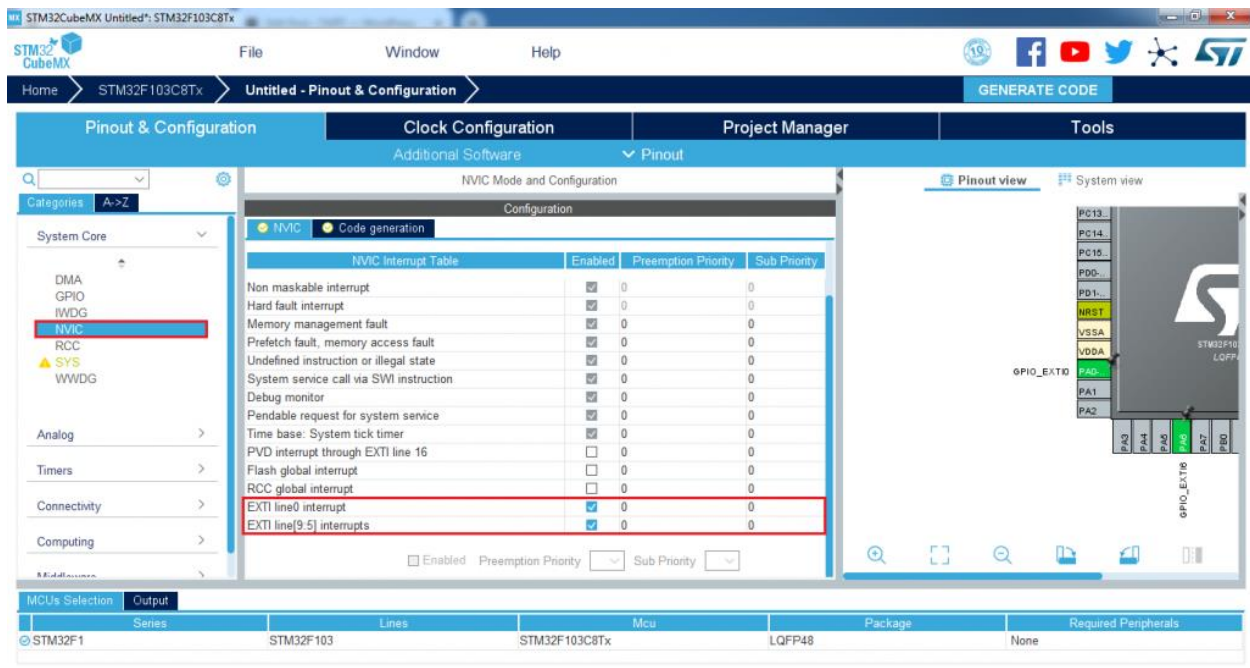 MX STM32CubeMX Untitled*: STM32F103C8Tx
STM32 CubeMX File Window Help 10 ST
Home STM32F103C8Tx Untitled - Pinout & Configuration GENERATE CODE
Pinout & Configuration Clock Configuration Project Manager Tools
Additional Software Pinout
NVIC Mode and Configuration
Pinout view System view
Categories A->Z
Configuration
System Core
NVIC Code generation
NVIC Interrupt Table Enabled Preemption Priority Sub Priority
DMA
GPIO
IWDG
NVIC
RCC
SYS
WWDG
Analog
Timers
Connectivity
Computing
Middleware
Non maskable interrupt 0 0
Hard fault interrupt 0 0
Memory management fault 0 0
Prefetch fault, memory access fault 0 0
Undefined instruction or illegal state 0 0
System service call via SWI instruction 0 0
Debug monitor 0 0
Pendable request for system service 0 0
Time base: System tick timer 0 0
PVD interrupt through EXTI line 16 0 0
Flash global interrupt 0 0
RCC global interrupt 0 0
EXTI line0 interrupt 0 0
EXTI line[9:5] interrupts 0 0
Enabled Preemption Priority Sub Priority
PC13..
PC14..
PC15..
PD0-..
PD1-..
NRST
VSSA
VDDA
GPIO_EXTI0 PA0-..
PA1
PA2
STM32F10
LQFP
PA3 PA4 PA5 PA6 PA7 PB0
GPIO_EXTI6
MCUs Selection Output
Series Lines Mcu Package Required Peripherals
STM32F1 STM32F103 STM32F103C8Tx LQFP48 None